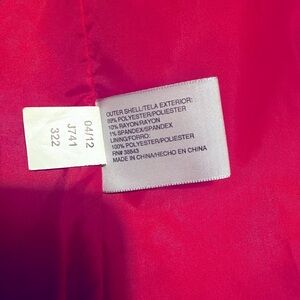 04/12
J741
322
OUTER SHELL/TELA EXTERIOR:
89% POLYESTER/POLIESTER
10% RAYON/RAYON
1% SPANDEX/SPANDEX
LINING/FORRO:
100% POLYESTER/POLIESTER
RN# 38843
MADE IN CHINA/HECHO EN CHINA